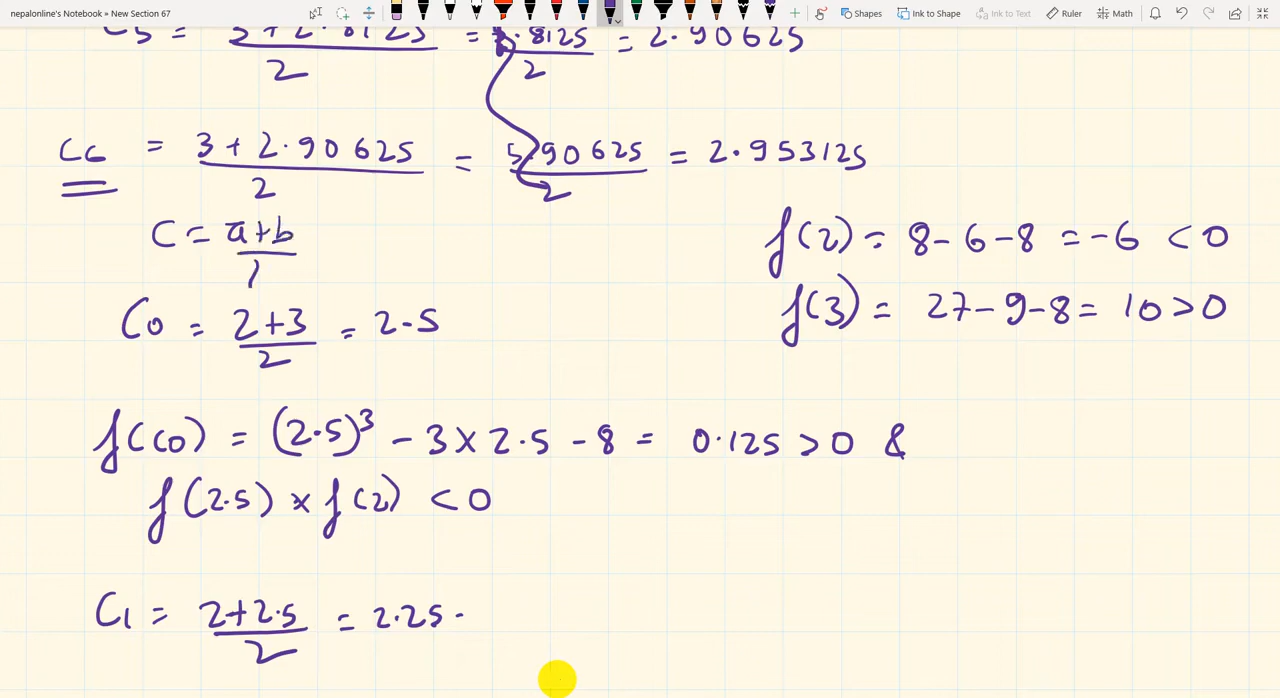 nepalonline's Notebook » New Section 67
Shapes Ink to Shape Ink to Text Ruler Math
C5 = 3 + 2.8125 / 2 = 5.8125 / 2 = 2.90625
C6 = 3 + 2.90625 / 2 = 5.90625 / 2 = 2.953125
C = a+b /
f(2) = 8 - 6 - 8 = -6 < 0
C0 = 2+3 / 2 = 2.5
f(3) = 27 - 9 - 8 = 10 > 0
f(C0) = (2.5)³ - 3 × 2.5 - 8 = 0.125 > 0 &
f(2.5) × f(2) < 0
C1 = 2+2.5 / 2 = 2.25